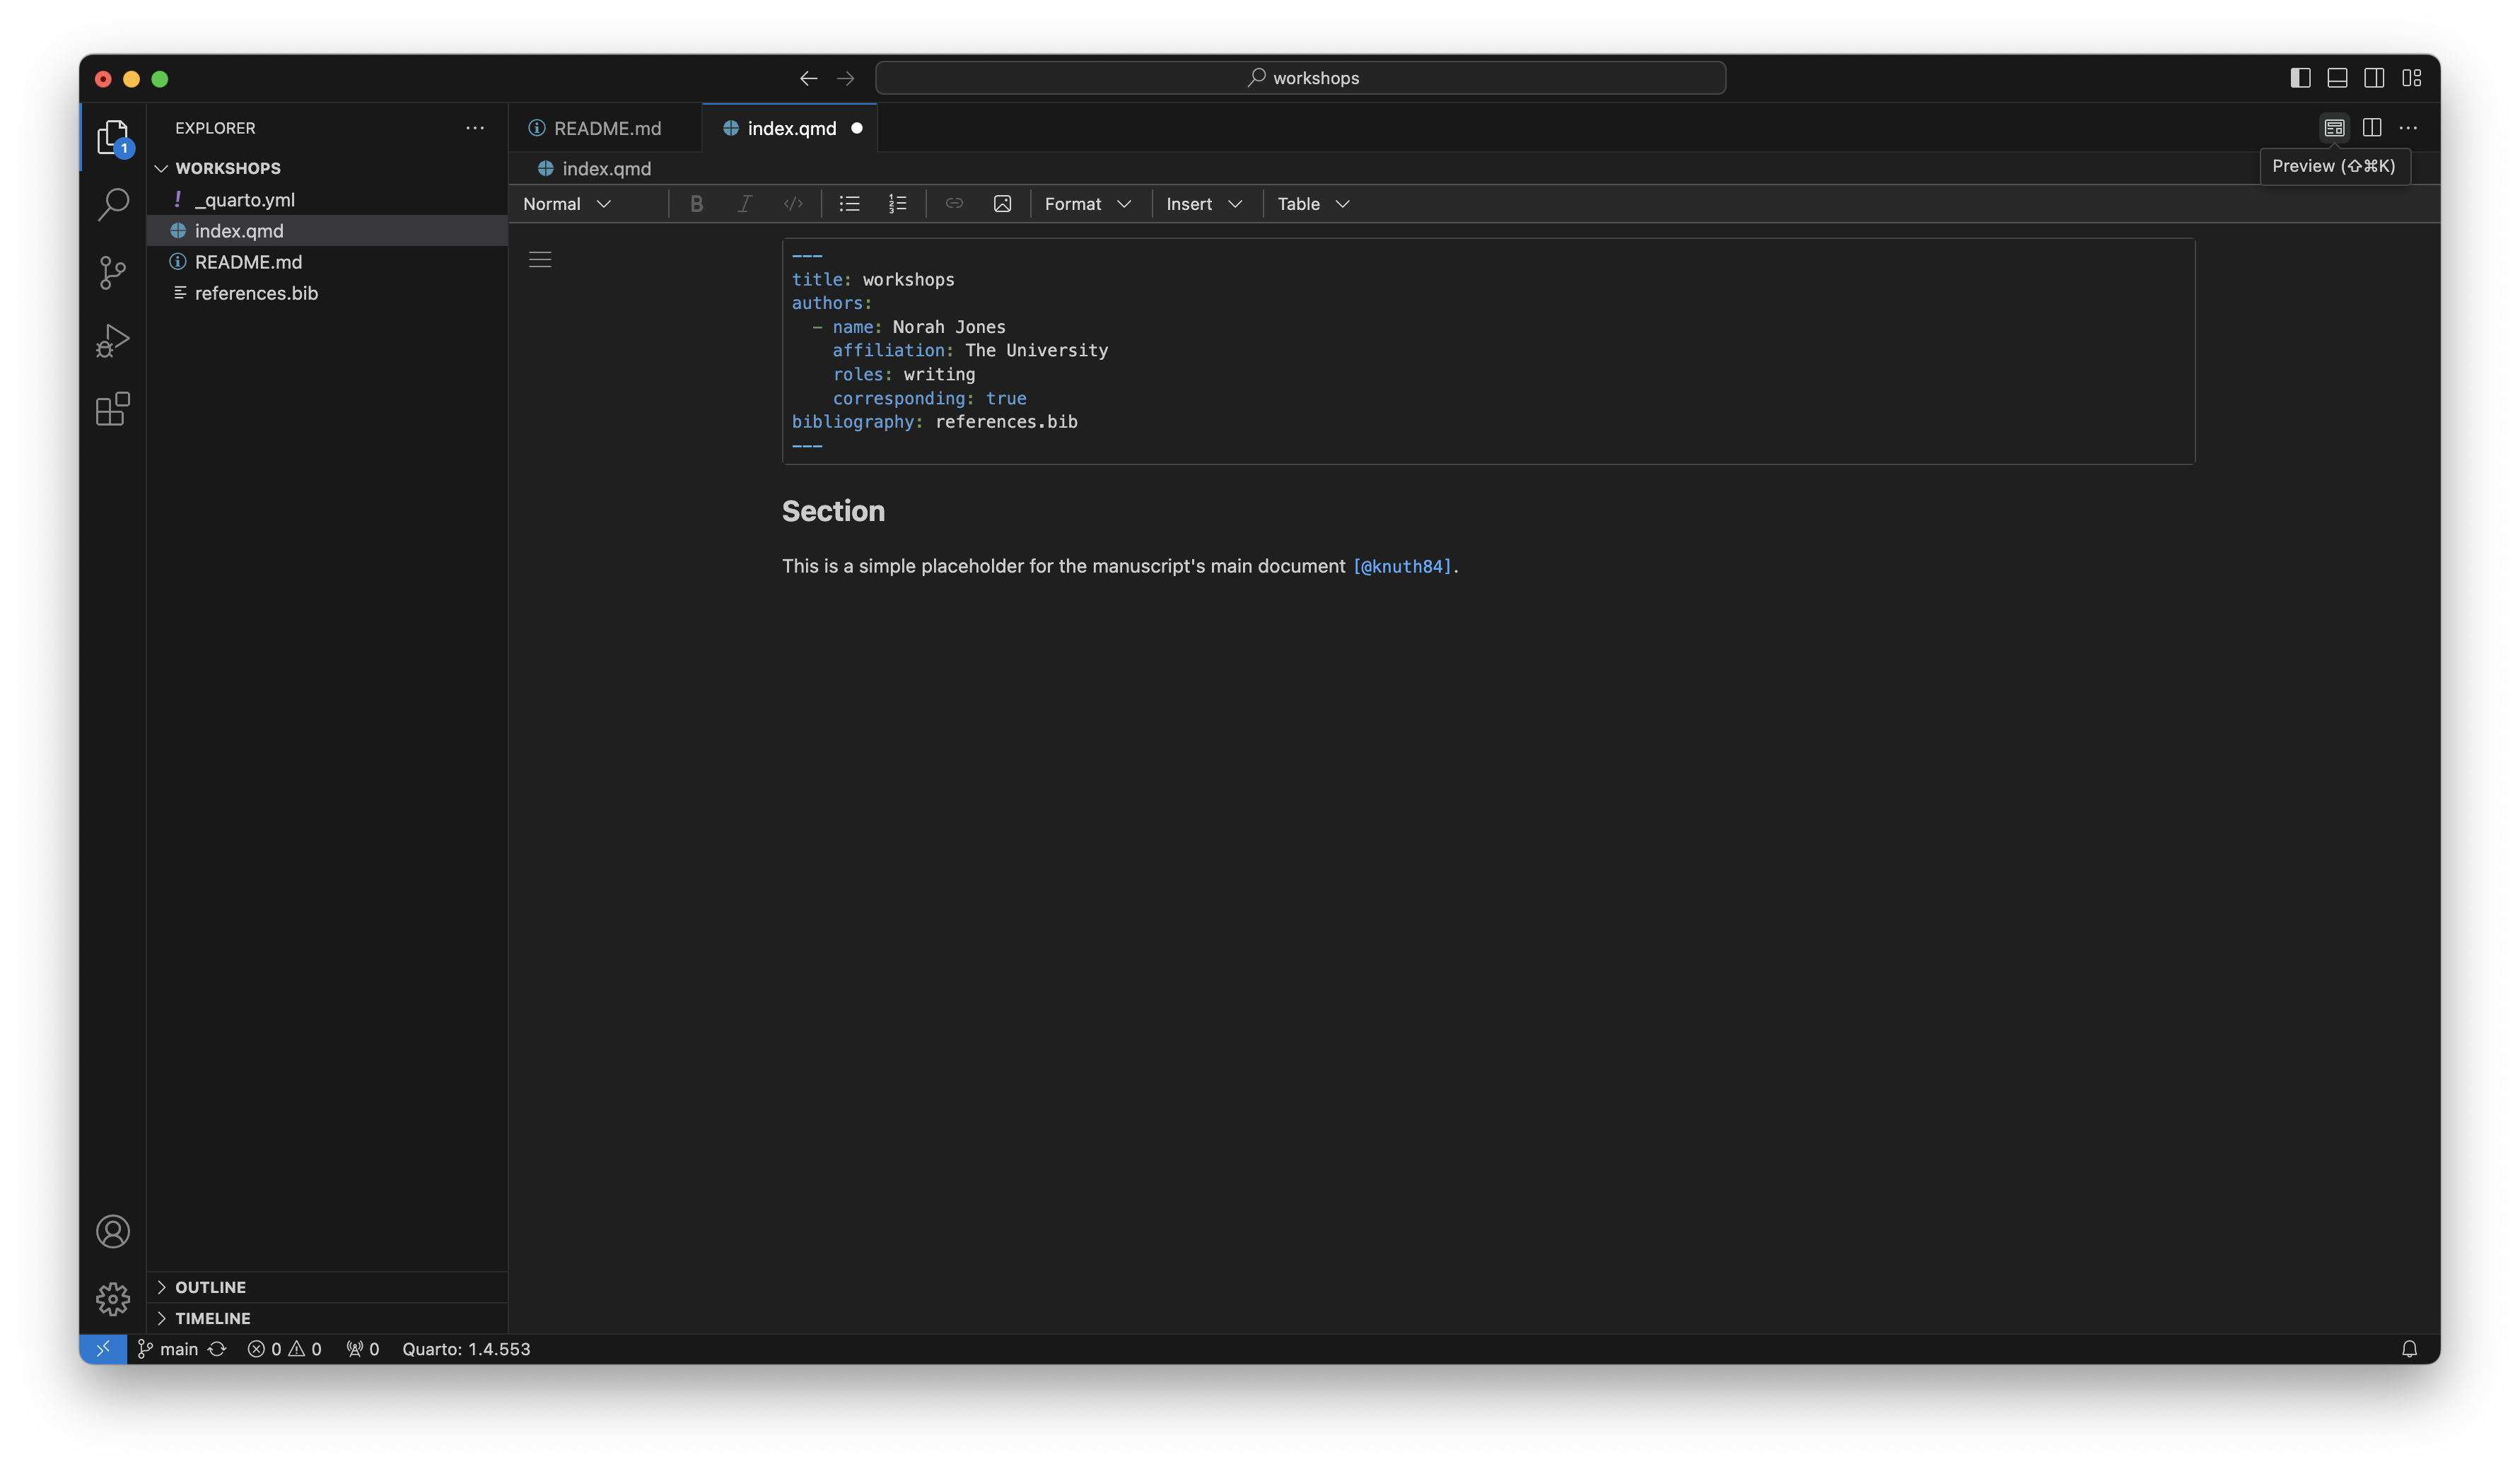 workshops
EXPLORER
README.md
index.qmd
Preview (⇧⌘K)
1
WORKSHOPS
_quarto.yml
index.qmd
README.md
references.bib
index.qmd
Normal
B
I
</>
Format
Insert
Table
---
title: workshops
authors:
  - name: Norah Jones
    affiliation: The University
    roles: writing
    corresponding: true
bibliography: references.bib
---
Section
This is a simple placeholder for the manuscript's main document [@knuth84].
OUTLINE
TIMELINE
main 0 0 0 Quarto: 1.4.553